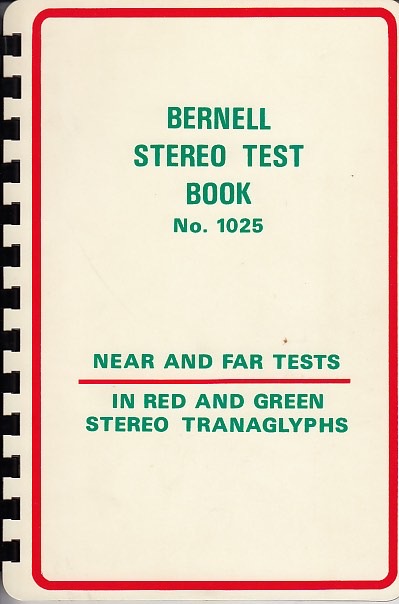 BERNELL
STEREO TEST
BOOK
No. 1025
NEAR AND FAR TESTS
IN RED AND GREEN
STEREO TRANAGLYPHS